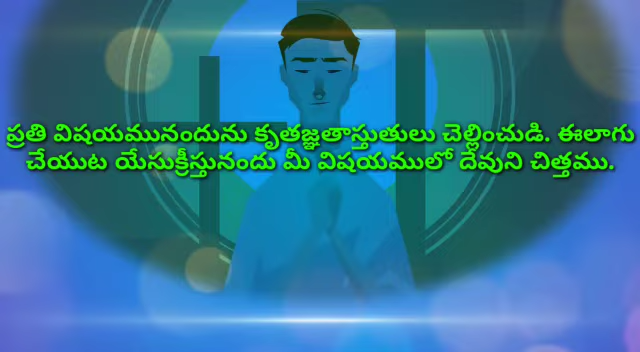 ప్రతి విషయమునందును కృతజ్ఞతాస్తుతులు చెల్లించుడి. ఈలాగు
చేయుట యేసుక్రీస్తునందు మీ విషయములో దేవుని చిత్తము.